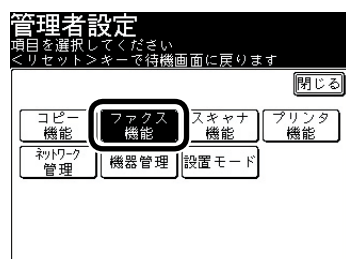 管理者設定
項目を選択してください
<リセット>キーで待機画面に戻ります
閉じる
コピー機能
ファクス機能
スキャナ機能
プリンタ機能
ネットワーク管理
機器管理
設置モード